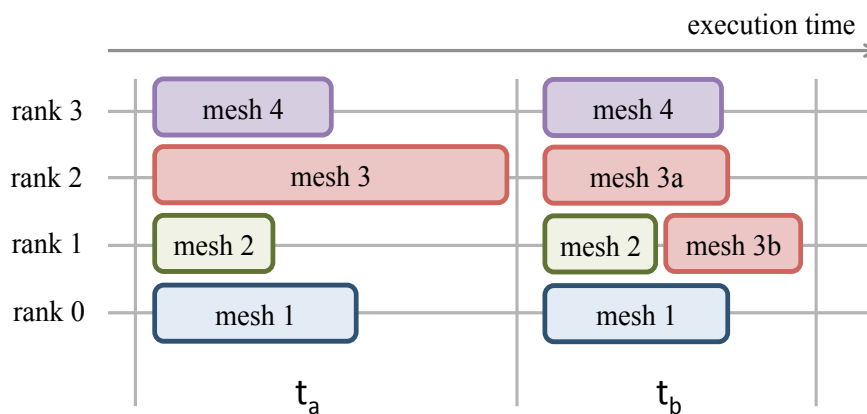 execution time
rank 3 mesh 4 mesh 4
rank 2 mesh 3 mesh 3a
rank 1 mesh 2 mesh 2 mesh 3b
rank 0 mesh 1 mesh 1
ta tb